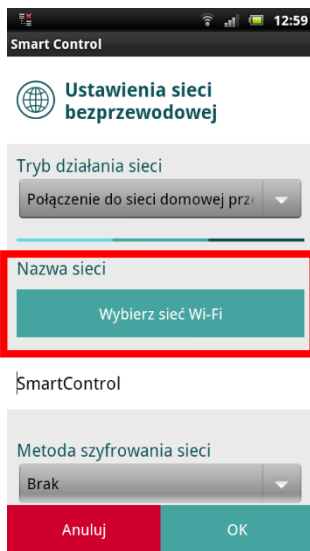 12:59
Smart Control
Ustawienia sieci
bezprzewodowej
Tryb działania sieci
Połączenie do sieci domowej
Nazwa sieci
Wybierz sieć Wi-Fi
SmartControl
Metoda szyfrowania sieci
Brak
Anuluj OK